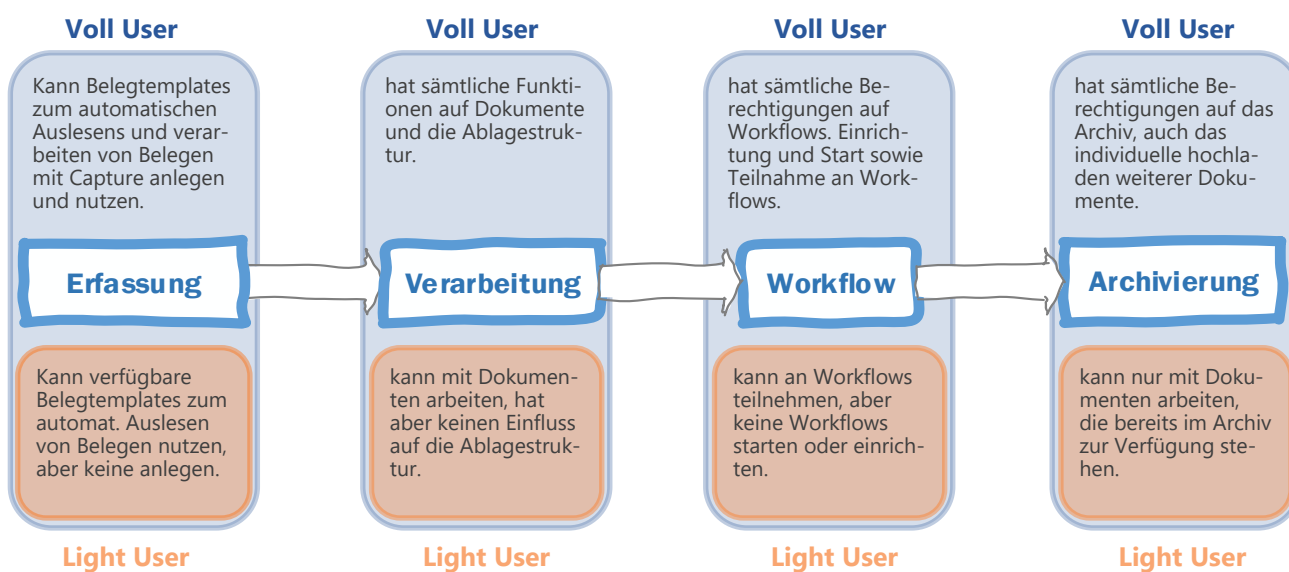 Voll User
Kann Belegtemplates
zum automatischen
Auslesens und verar-
beiten von Belegen
mit Capture anlegen
und nutzen.
Erfassung
Kann verfügbare
Belegtemplates zum
automat. Auslesen
von Belegen nutzen,
aber keine anlegen.
Light User
Voll User
hat sämtliche Funkti-
onen auf Dokumente
und die Ablagestruk-
tur.
Verarbeitung
kann mit Dokumen-
ten arbeiten, hat
aber keinen Einfluss
auf die Ablagestruk-
tur.
Light User
Voll User
hat sämtliche Be-
rechtigungen auf
Workflows. Einrich-
tung und Start sowie
Teilnahme an Work-
flows.
Workflow
kann an Workflows
teilnehmen, aber
keine Workflows
starten oder einrich-
ten.
Light User
Voll User
hat sämtliche Be-
rechtigungen auf das
Archiv, auch das
individuelle hochla-
den weiterer Doku-
mente.
Archivierung
kann nur mit Doku-
menten arbeiten,
die bereits im Archiv
zur Verfügung ste-
hen.
Light User